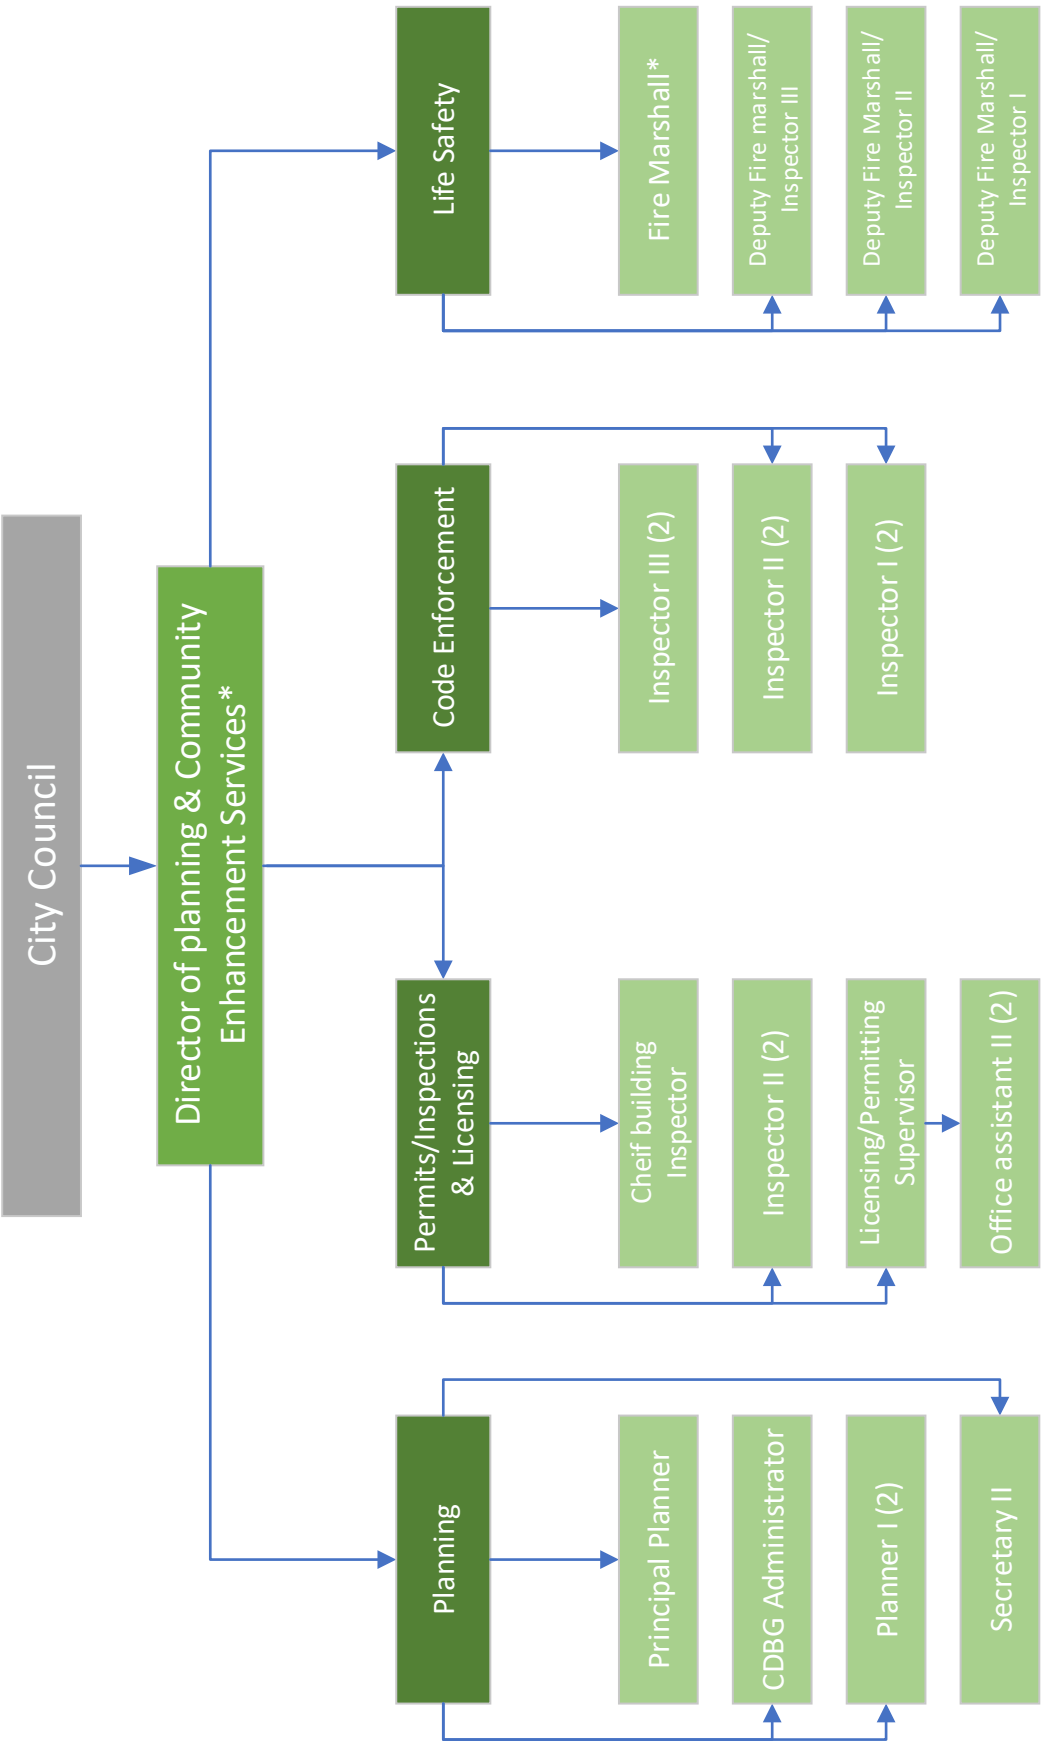 City Council
Director of planning & Community
Enhancement Services*
Planning
Principal Planner
CDBG Administrator
Planner I (2)
Secretary II
Permits/Inspections
& Licensing
Cheif building
Inspector
Inspector II (2)
Licensing/Permitting
Supervisor
Office assistant II (2)
Code Enforcement
Inspector III (2)
Inspector II (2)
Inspector I (2)
Life Safety
Fire Marshall*
Deputy Fire marshall/
Inspector III
Deputy Fire Marshall/
Inspector II
Deputy Fire Marshall/
Inspector I